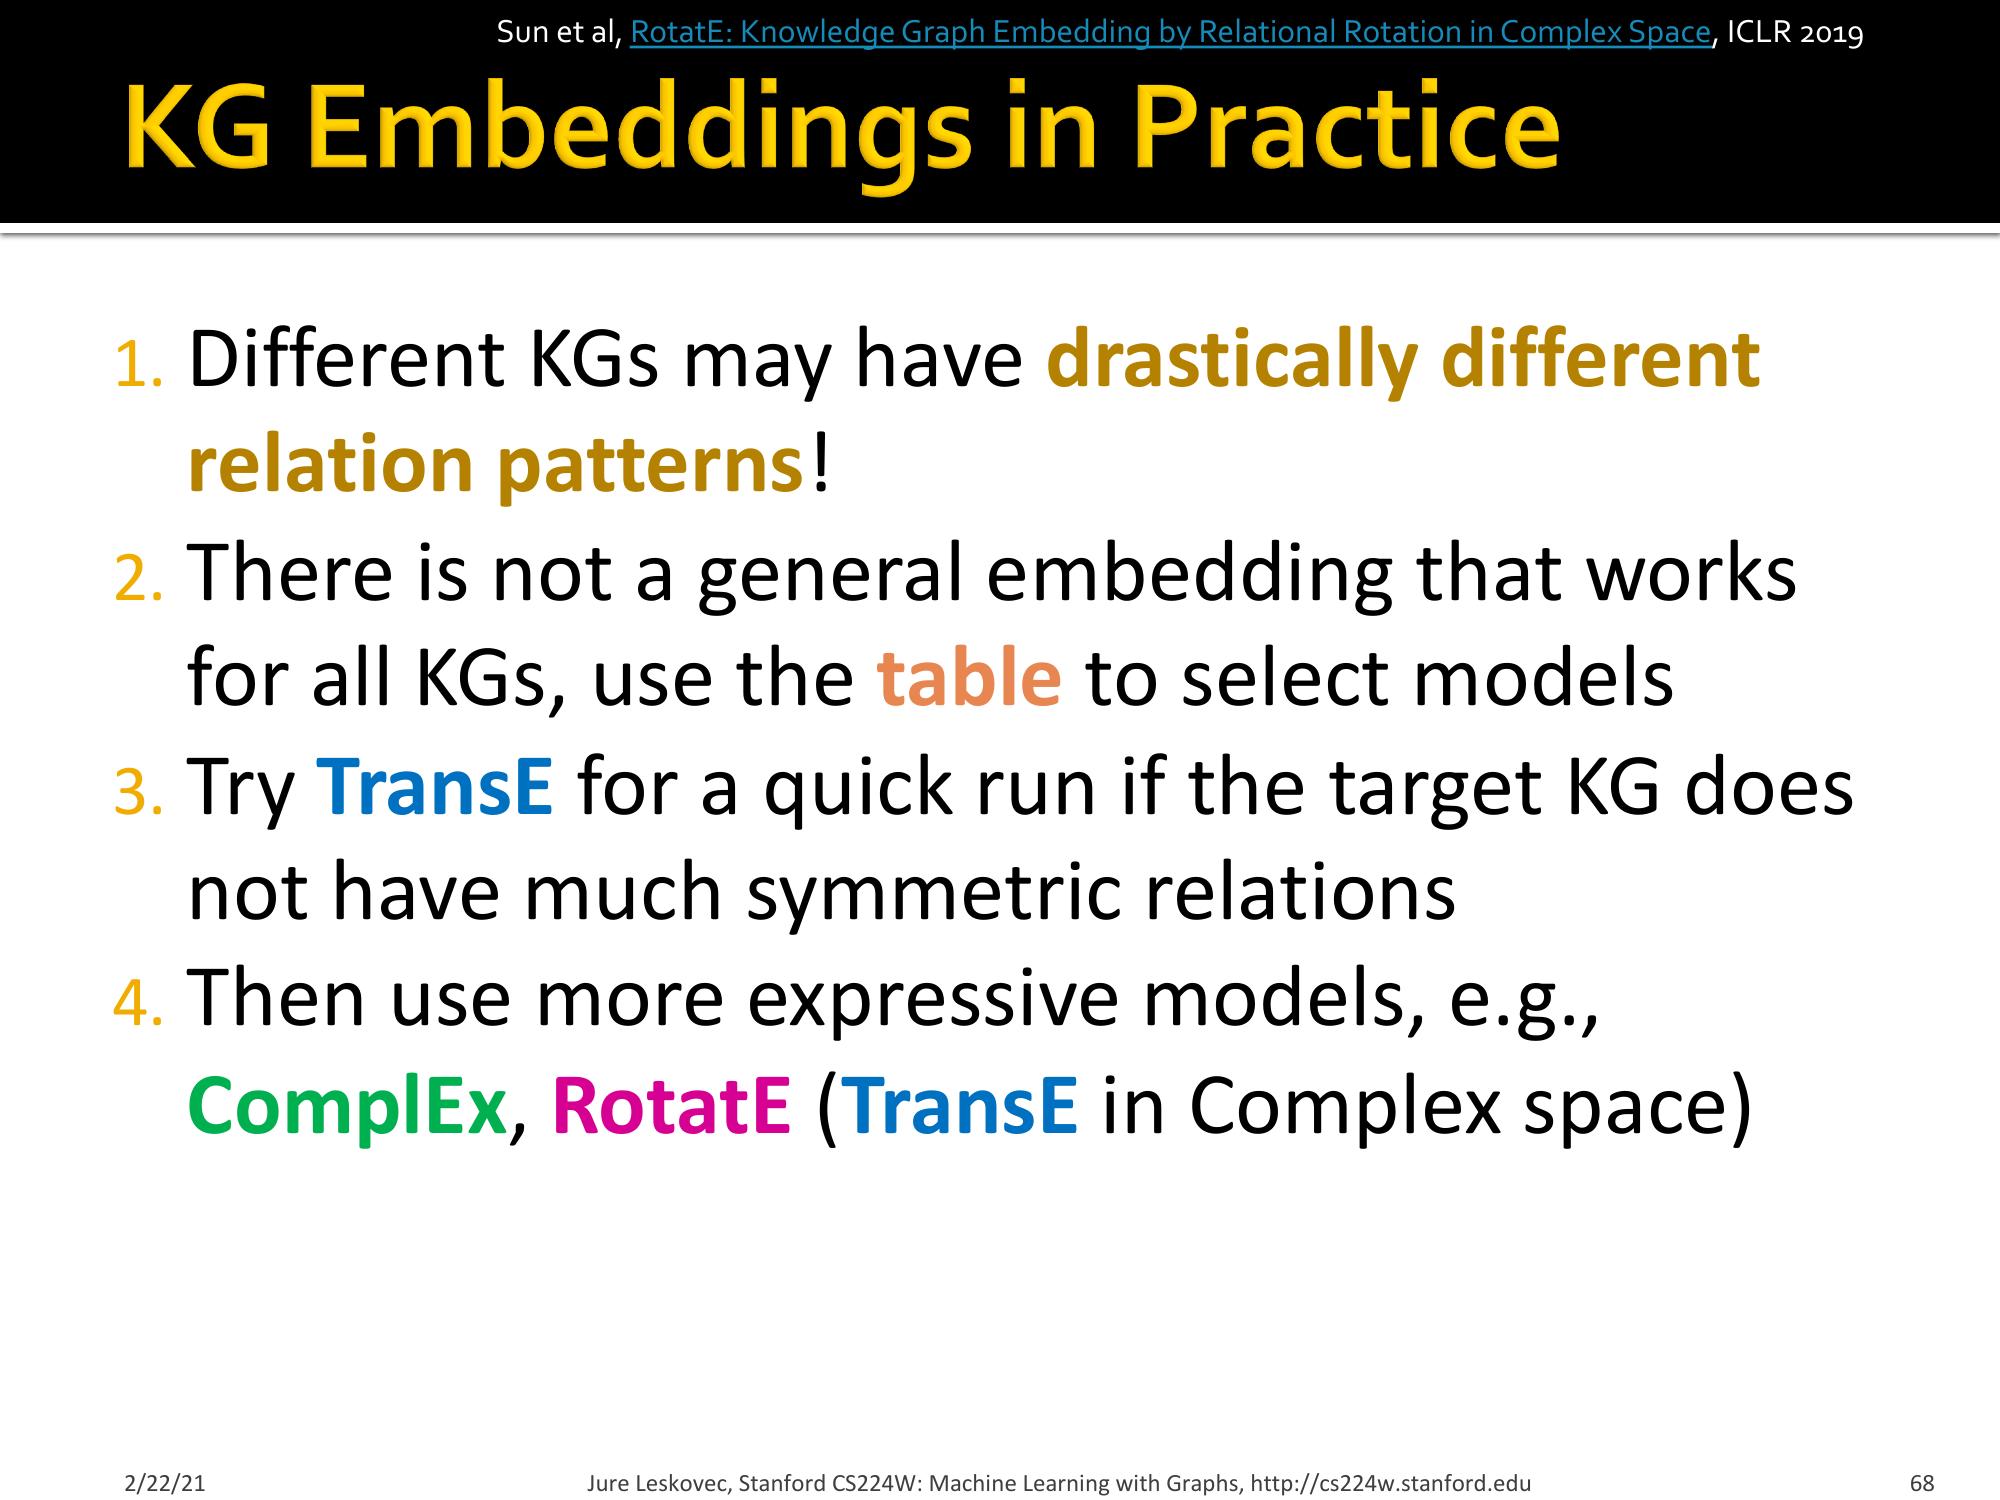 Sun et al, RotatE: Knowledge Graph Embedding by Relational Rotation in Complex Space, ICLR 2019
KG Embeddings in Practice
1. Different KGs may have drastically different
relation patterns!
2. There is not a general embedding that works
for all KGs, use the table to select models
3. Try TransE for a quick run if the target KG does
not have much symmetric relations
4. Then use more expressive models, e.g.,
ComplEx, RotatE (TransE in Complex space)
2/22/21 Jure Leskovec, Stanford CS224W: Machine Learning with Graphs, http://cs224w.stanford.edu 68